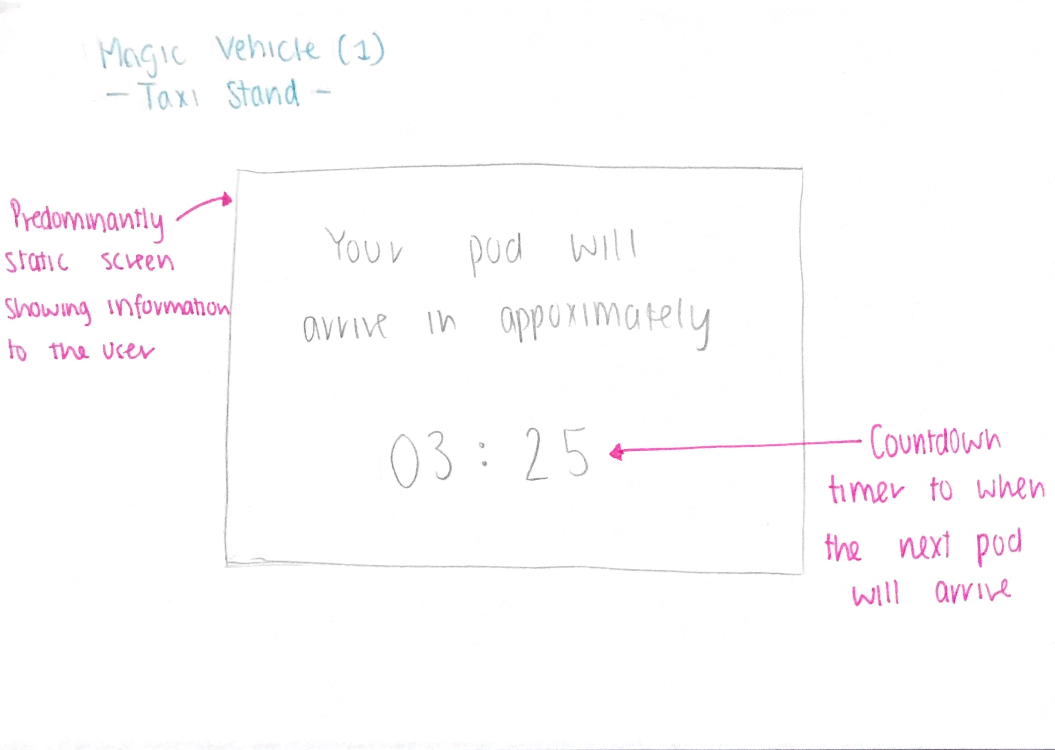 Magic Vehicle (1)
- Taxi Stand -
Predominantly
static screen
showing information
to the user
Your pod will
arrive in appoximately
03 : 25
Countdown
timer to when
the next pod
will arrive